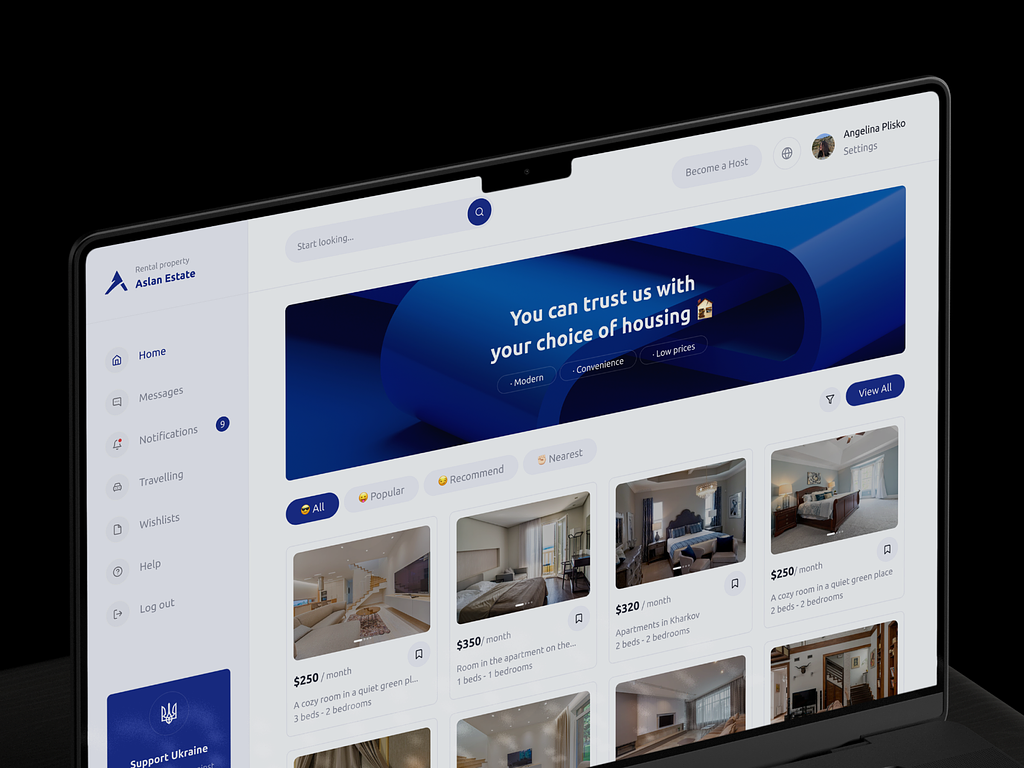 Angelina Plisko
Settings
Become a Host
Start looking...
Rental property
Aslan Estate
Home
Messages
Notifications
9
Travelling
Wishlists
Help
Log out
Support Ukraine
You can trust us with
your choice of housing
· Modern
· Convenience
· Low prices
View All
All
Popular
Recommend
Nearest
$250 / month
A cozy room in a quiet green pl...
3 beds - 2 bedrooms
$350/ month
Room in the apartment on the...
1 beds - 2 bedrooms
$320 / month
Apartments in Kharkov
2 beds - 2 bedrooms
$250/ month
A cozy room in a quiet green place
2 beds - 2 bedrooms